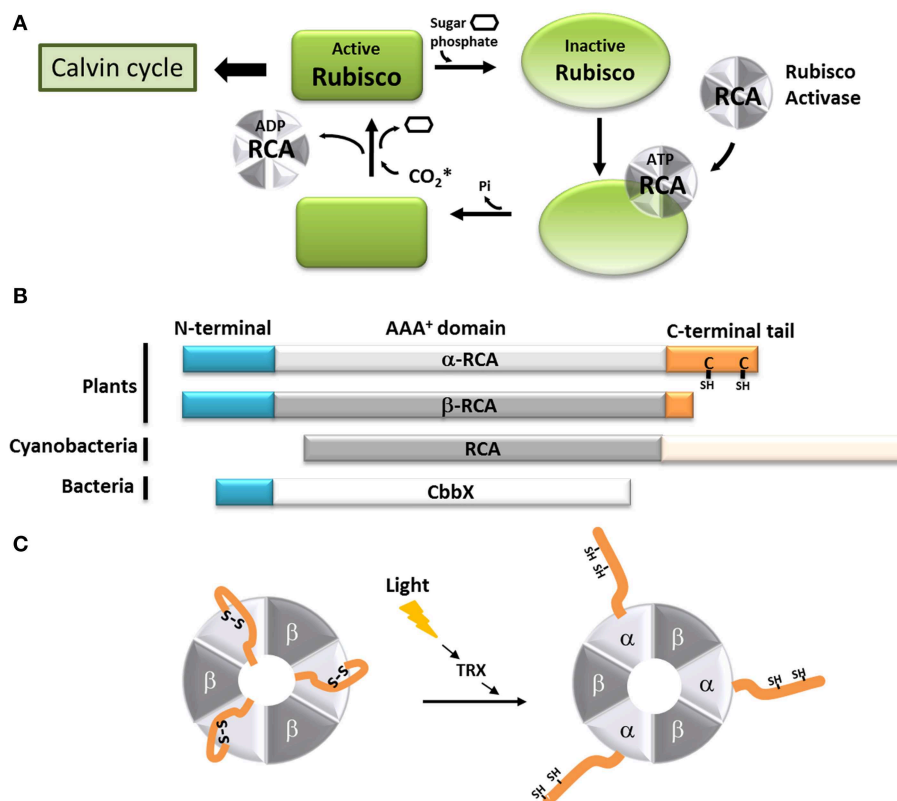 A
Calvin cycle
Active
Rubisco
Sugar
phosphate
Inactive
Rubisco
RCA
Rubisco
Activase
ADP
RCA
CO2*
Pi
ATP
RCA
B
N-terminal
AAA+ domain
C-terminal tail
Plants
α-RCA
C C
SH SH
β-RCA
Cyanobacteria
RCA
Bacteria
CbbX
C
S-S
β
β
S-S
β
S-S
Light
TRX
SH
SH
α
β
β
α
SH SH
α
β
SH
SH